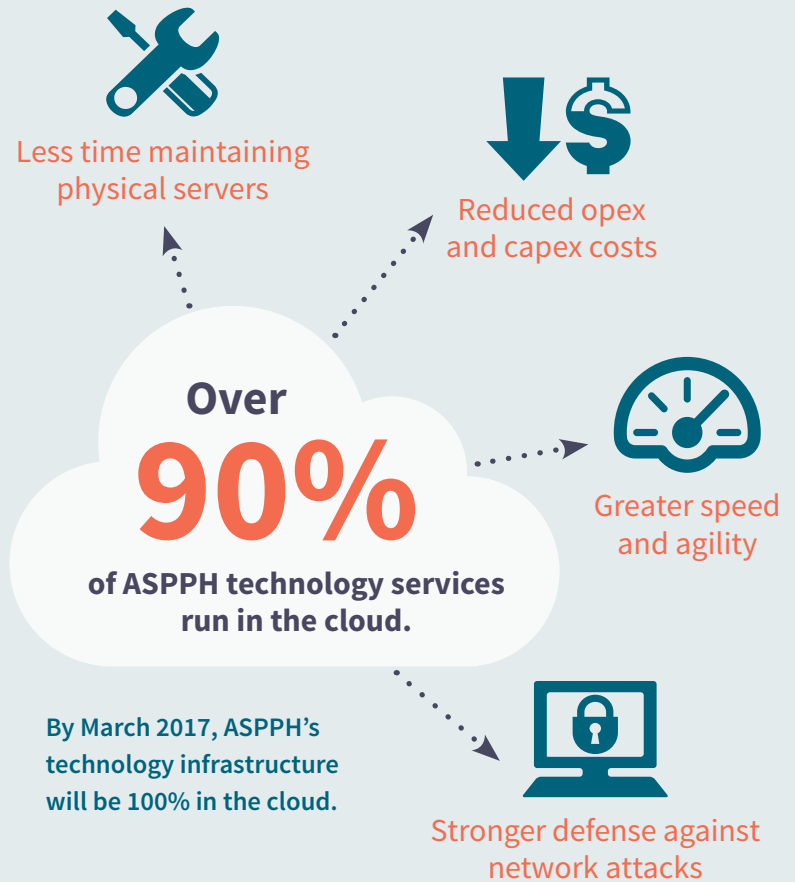 Less time maintaining
physical servers
Reduced opex
and capex costs
Over
90%
of ASPPH technology services
run in the cloud.
Greater speed
and agility
By March 2017, ASPPH’s
technology infrastructure
will be 100% in the cloud.
Stronger defense against
network attacks